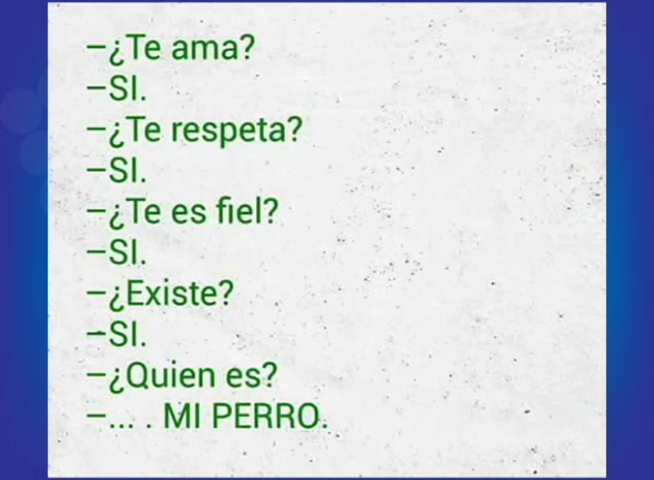 –¿Te ama?
–SI.
–¿Te respeta?
–SI.
–¿Te es fiel?
–SI.
–¿Existe?
–SI.
–¿Quien es?
–... . MI PERRO.